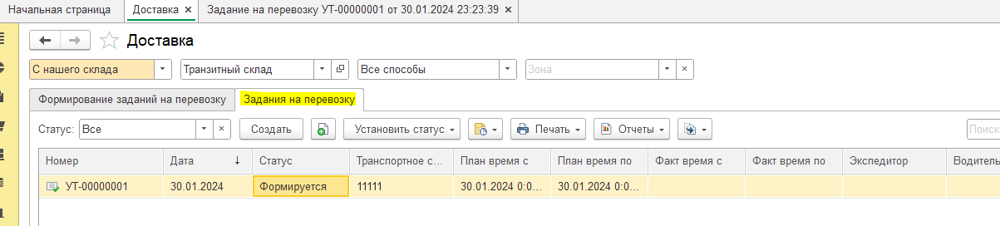 Начальная страница Доставка × Задание на перевозку УТ-00000001 от 30.01.2024 23:23:39 ×
Доставка
С нашего склада Транзитный склад Все способы Зона
Формирование заданий на перевозку Задания на перевозку
Статус: Все Создать Установить статус Печать Отчеты Поиск
Номер Дата ↓ Статус Транспортное с... План время с План время по Факт время с Факт время по Экспедитор Водитель
УТ-00000001 30.01.2024 Формируется 11111 30.01.2024 0:0... 30.01.2024 0:0...